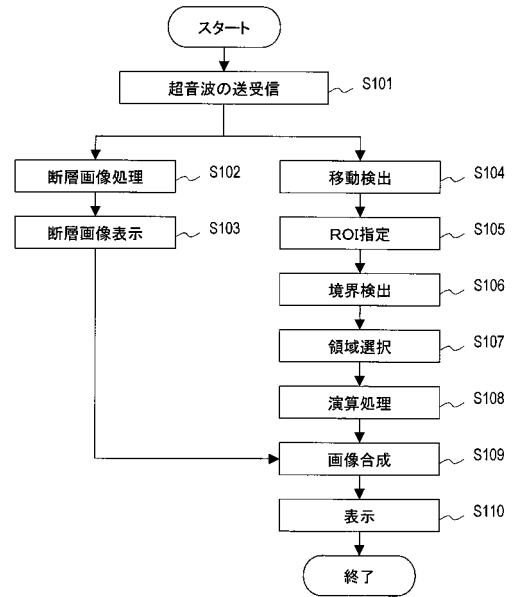 スタート
超音波の送受信
S101
断層画像処理
S102
断層画像表示
S103
移動検出
S104
ROI指定
S105
境界検出
S106
領域選択
S107
演算処理
S108
画像合成
S109
表示
S110
終了